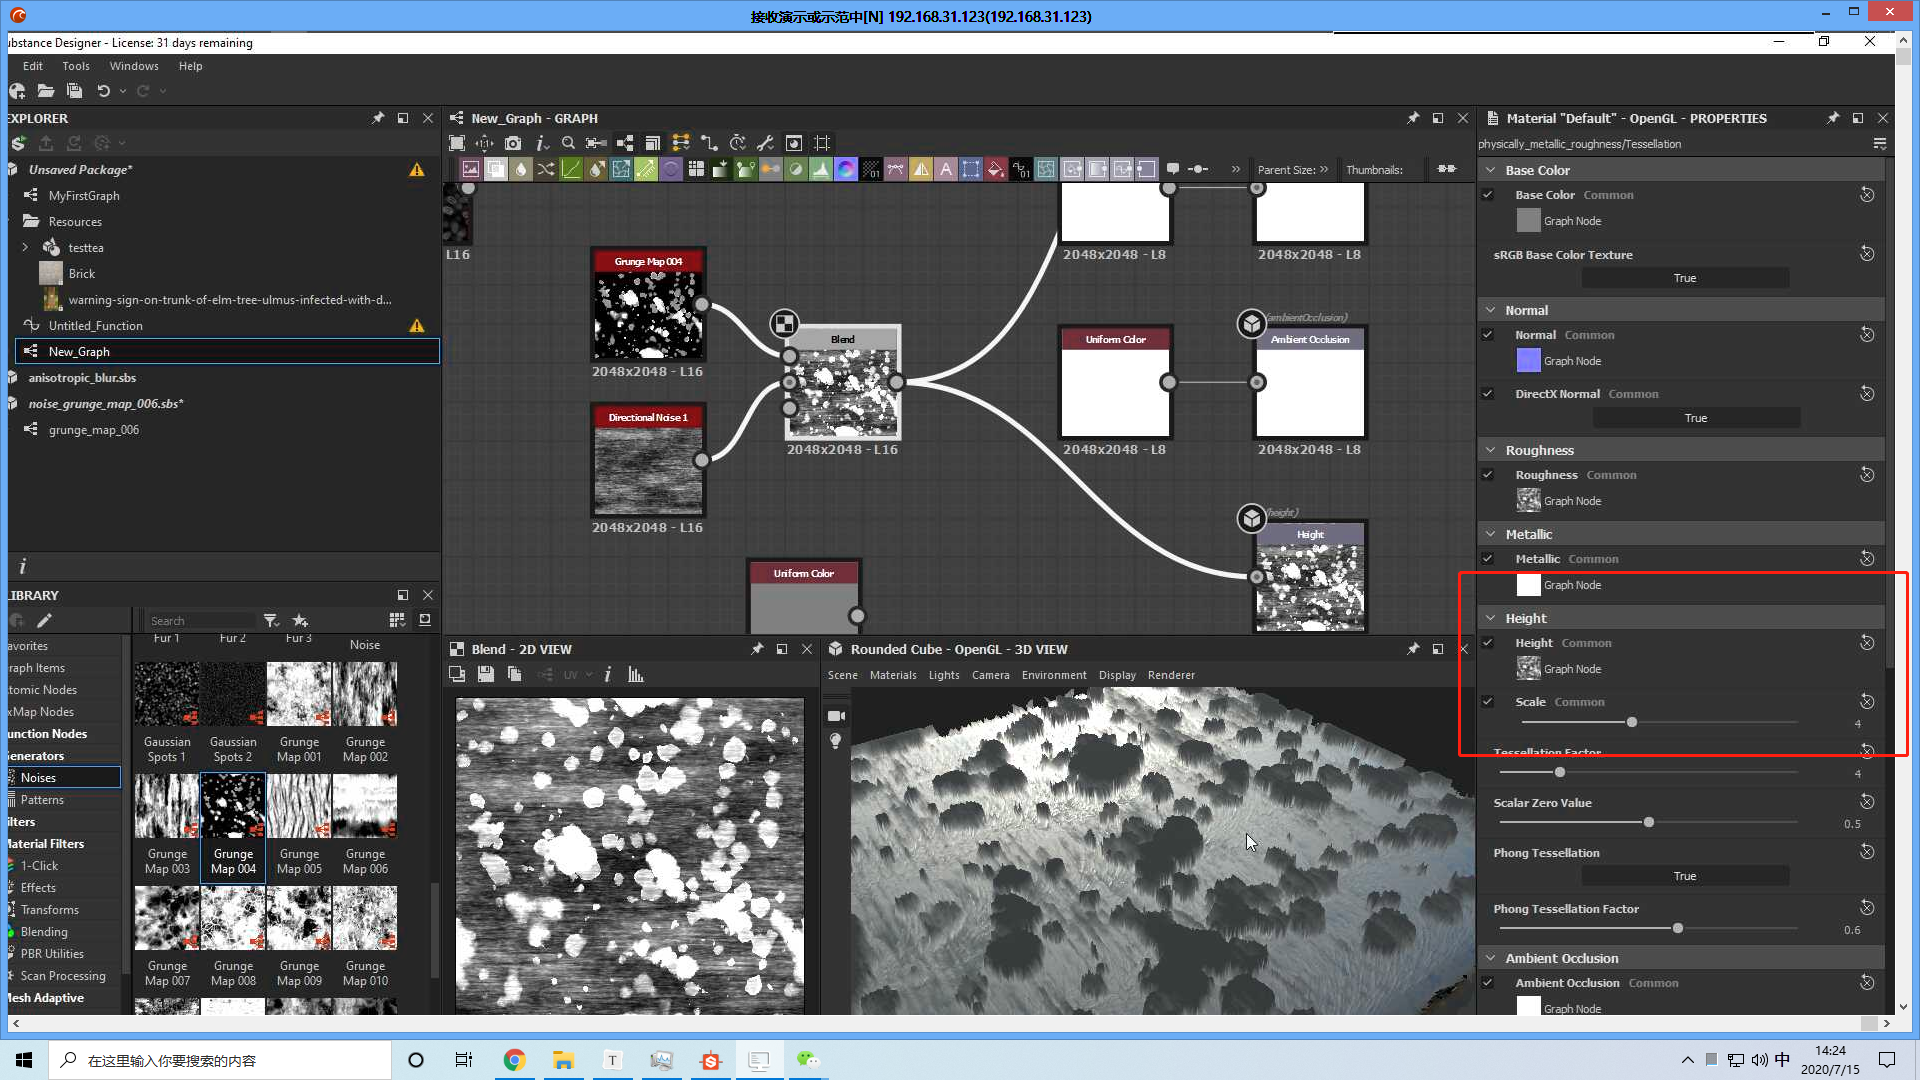 接收演示或示范中[N] 192.168.31.123(192.168.31.123)
ubstance Designer - License: 31 days remaining
Edit Tools Windows Help
EXPLORER
Unsaved Package*
MyFirstGraph
Resources
testtea
Brick
warning-sign-on-trunk-of-elm-tree-ulmus-infected-with-d...
Untitled_Function
New_Graph
anisotropic_blur.sbs
noise_grunge_map_006.sbs*
grunge_map_006
LIBRARY
Search
avorites
raph Items
tomic Nodes
xMap Nodes
unction Nodes
enerators
Noises
Patterns
ilters
Material Filters
1-Click
Effects
Transforms
Blending
PBR Utilities
Scan Processing
Mesh Adaptive
Fur 1 Fur 2 Fur 3 Noise
Gaussian Spots 1
Gaussian Spots 2
Grunge Map 001
Grunge Map 002
Grunge Map 003
Grunge Map 004
Grunge Map 005
Grunge Map 006
Grunge Map 007
Grunge Map 008
Grunge Map 009
Grunge Map 010
New_Graph - GRAPH
Parent Size: »
Thumbnails:
L16
Grunge Map 004
2048x2048 - L16
Directional Noise 1
2048x2048 - L16
Blend
2048x2048 - L16
Uniform Color
2048x2048 - L8
2048x2048 - L8
Uniform Color
2048x2048 - L8
(ambientOcclusion)
Ambient Occlusion
2048x2048 - L8
(height)
Height
Blend - 2D VIEW
UV
Rounded Cube - OpenGL - 3D VIEW
Scene Materials Lights Camera Environment Display Renderer
Material "Default" - OpenGL - PROPERTIES
physically_metallic_roughness/Tessellation
Base Color
Base Color Common
Graph Node
sRGB Base Color Texture
True
Normal
Normal Common
Graph Node
DirectX Normal Common
True
Roughness
Roughness Common
Graph Node
Metallic
Metallic Common
Graph Node
Height
Height Common
Graph Node
Scale Common
4
Tessellation Factor
4
Scalar Zero Value
0.5
Phong Tessellation
True
Phong Tessellation Factor
0.6
Ambient Occlusion
Ambient Occlusion Common
Graph Node
在这里输入你要搜索的内容
中
14:24
2020/7/15